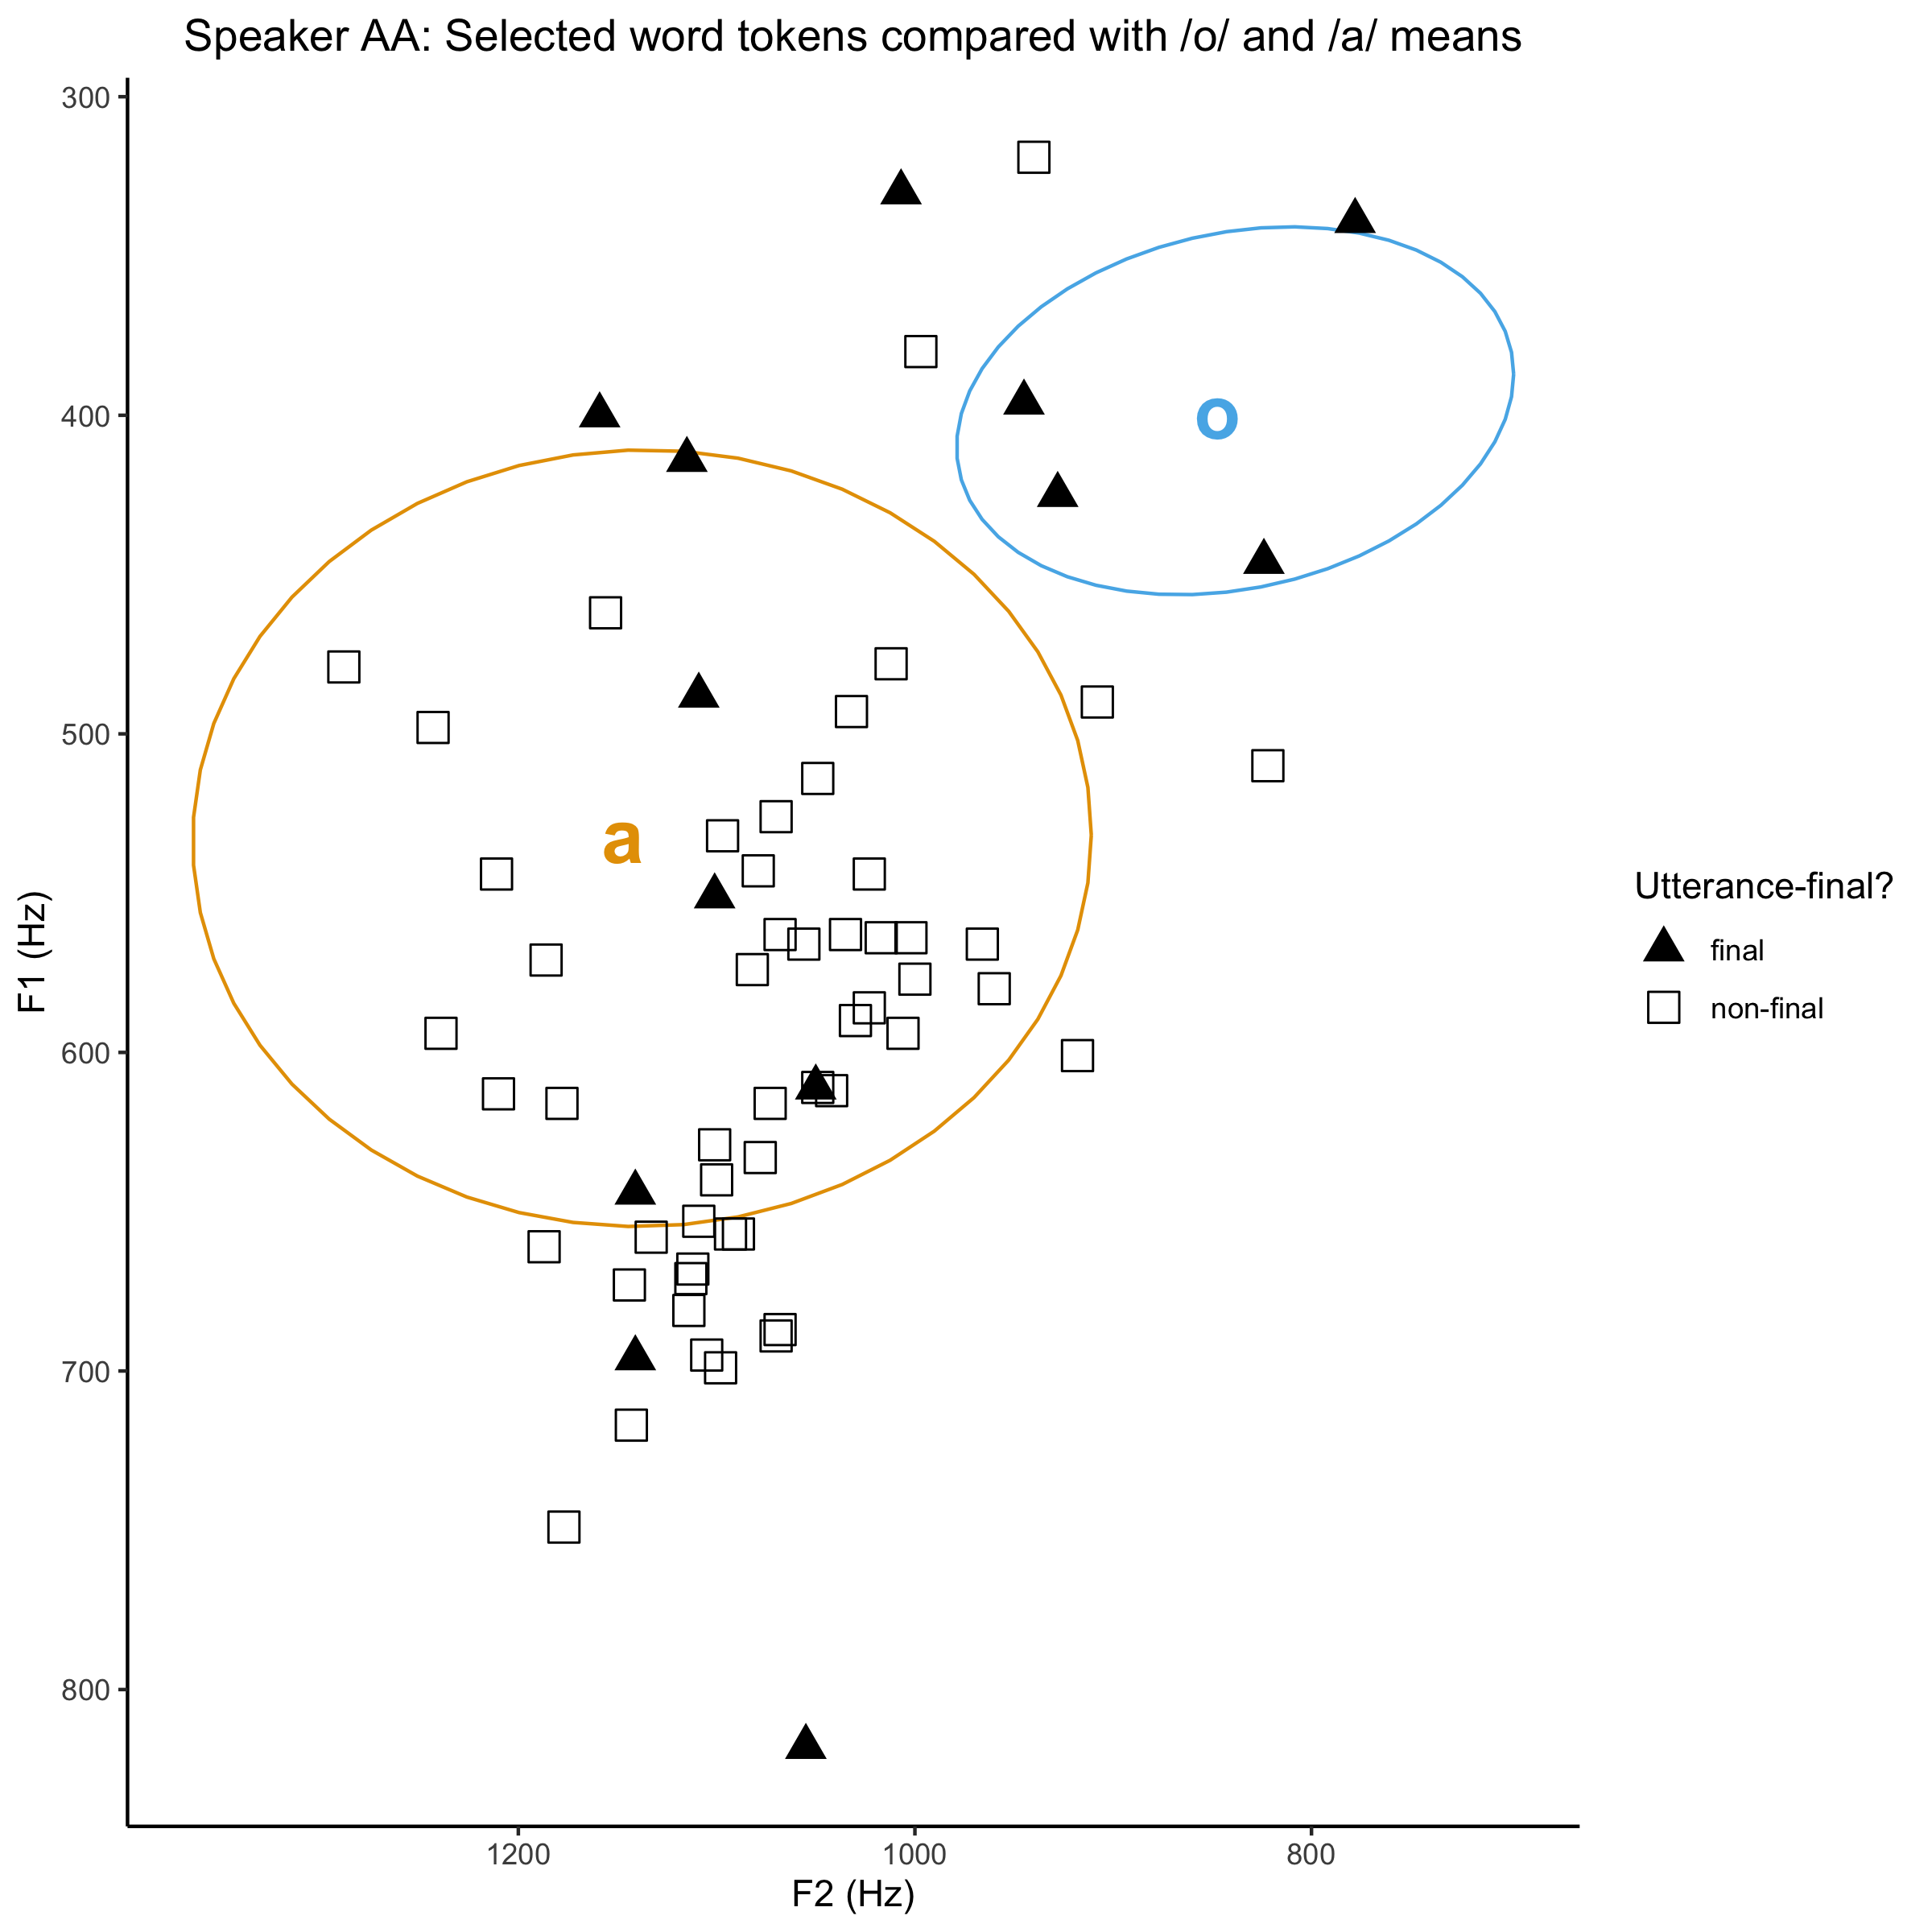 Speaker AA: Selected word tokens compared with /o/ and /a/ means
300
400
500
600
700
800
F1 (Hz)
o
a
1200
1000
800
F2 (Hz)
Utterance-final?
final
non-final